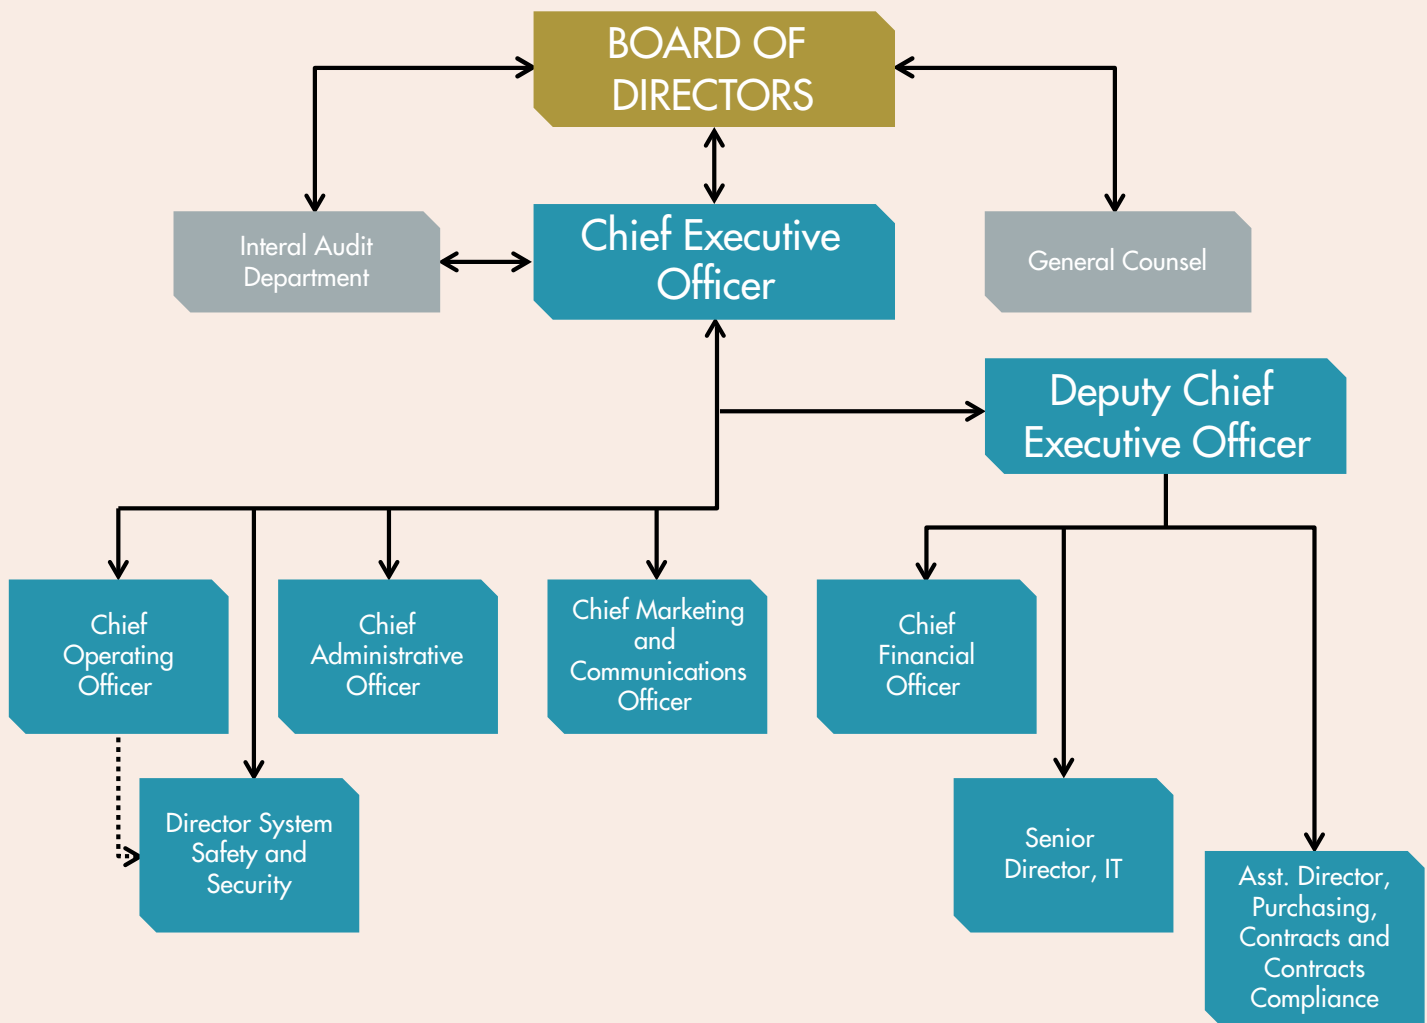 BOARD OF
DIRECTORS
Interal Audit
Department
Chief Executive
Officer
General Counsel
Deputy Chief
Executive Officer
Chief
Operating
Officer
Chief
Administrative
Officer
Chief Marketing
and
Communications
Officer
Chief
Financial
Officer
Director System
Safety and
Security
Senior
Director, IT
Asst. Director,
Purchasing,
Contracts and
Contracts
Compliance